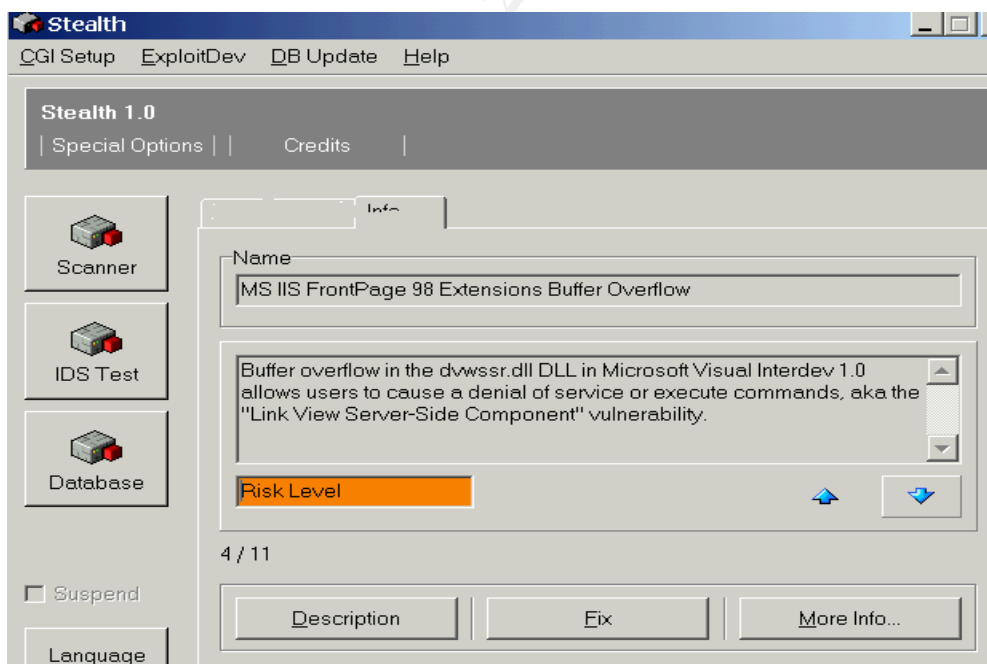 Stealth
CGI Setup ExploitDev DB Update Help
Stealth 1.0
| Special Options | | Credits |
Info
Scanner
Name
MS IIS FrontPage 98 Extensions Buffer Overflow
IDS Test
Buffer overflow in the dvwssr.dll DLL in Microsoft Visual Interdev 1.0
allows users to cause a denial of service or execute commands, aka the
"Link View Server-Side Component" vulnerability.
Database
Risk Level
4 / 11
Suspend
Description Fix More Info...
Language